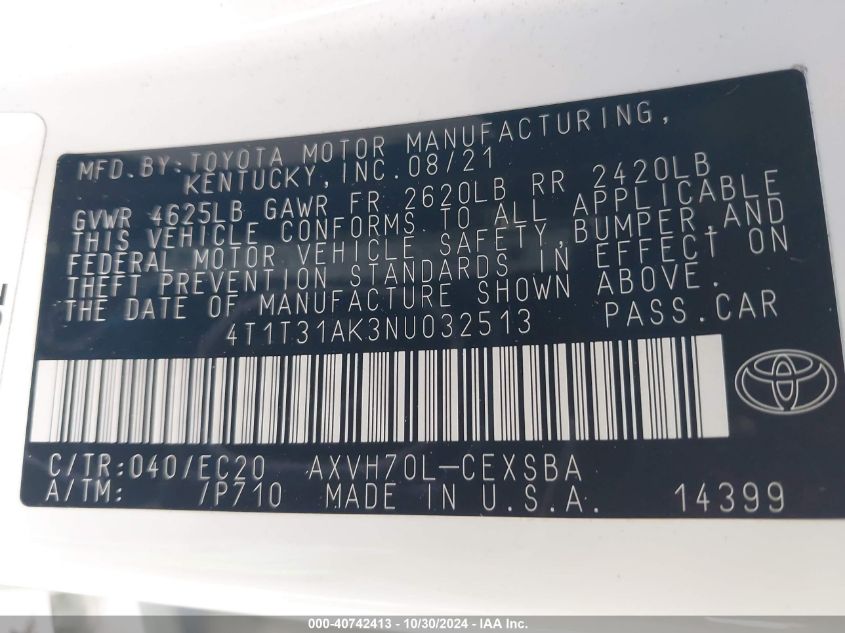 MFD.BY:TOYOTA MOTOR MANUFACTURING,
KENTUCKY,INC.08/21
GVWR 4625LB GAWR FR 2620LB RR 2420LB
THIS VEHICLE CONFORMS TO ALL APPLICABLE
FEDERAL MOTOR VEHICLE SAFETY,BUMPER,AND
THEFT PREVENTION STANDARDS IN EFFECT ON
THE DATE OF MANUFACTURE SHOWN ABOVE.
4T1T31AK3NU032513 PASS.CAR
C/TR:040/EC20 AXVH70L-CEXSBA
A/TM: /P710 MADE IN U.S.A. 14399
000-40742413 - 10/30/2024 - IAAI.com